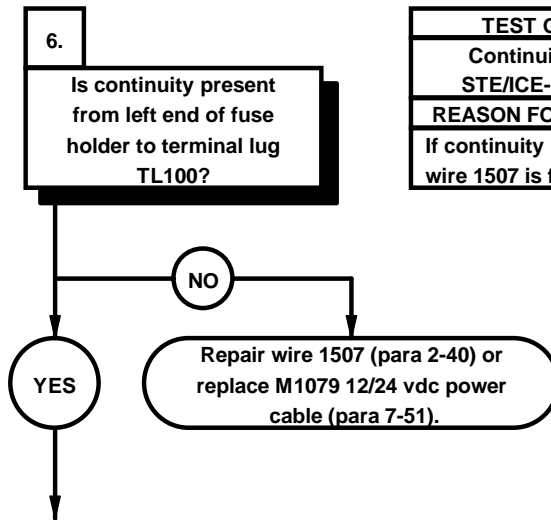 6.
Is continuity present
from left end of fuse
holder to terminal lug
TL100?
TEST
Continui
STE/ICE-
REASON FO
If continuity
wire 1507 is f
NO
YES
Repair wire 1507 (para 2-40) or
replace M1079 12/24 vdc power
cable (para 7-51).